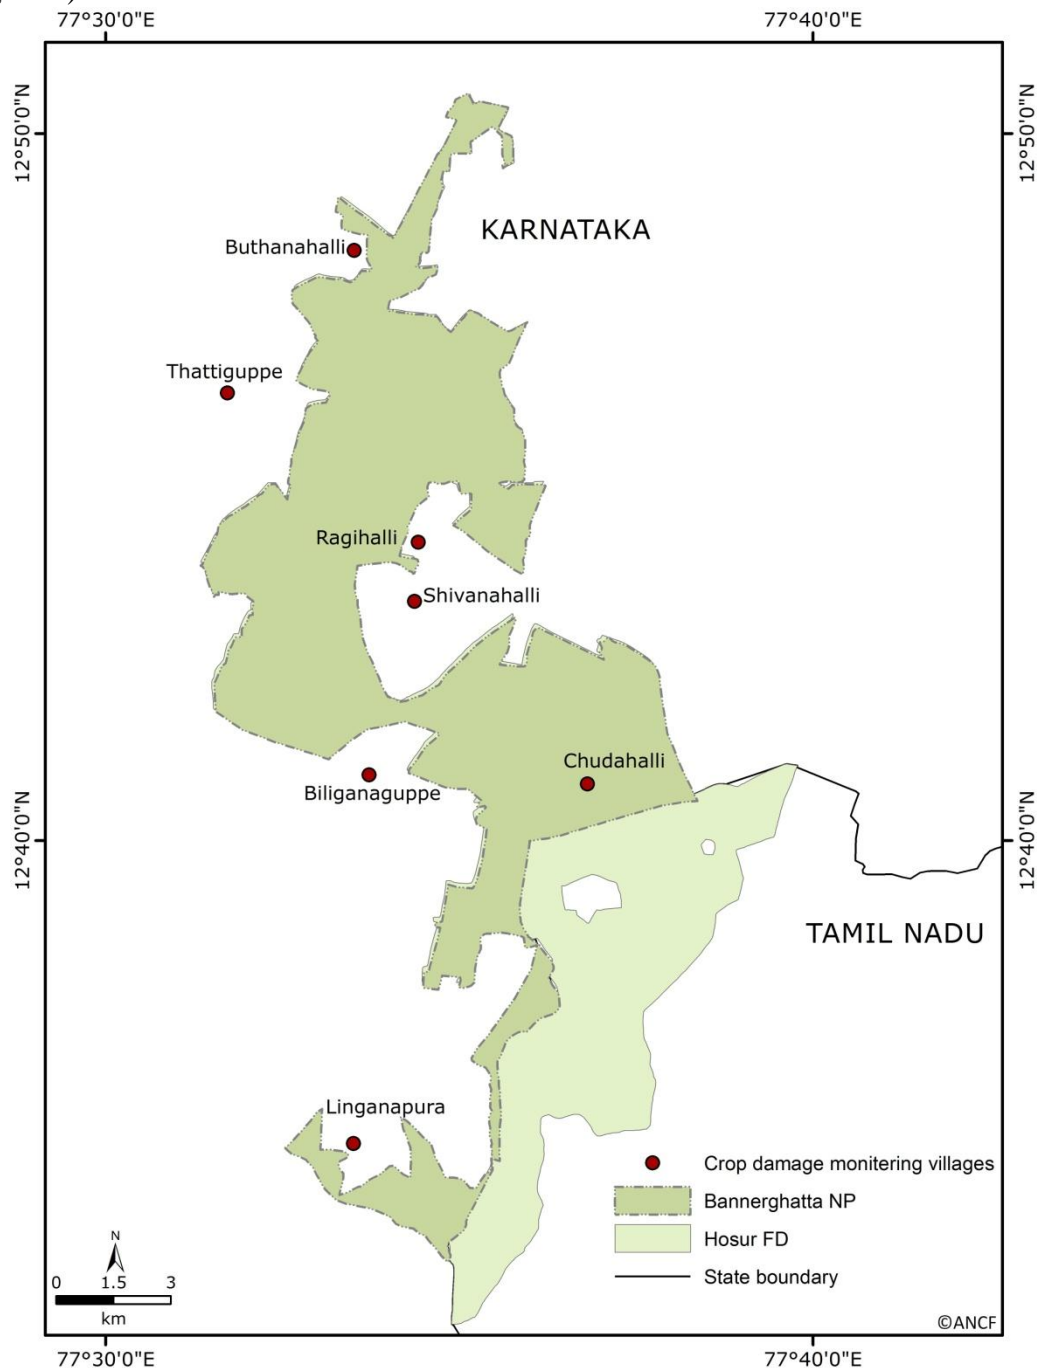 77°30'0"E 77°40'0"E
12°50'0"N 12°50'0"N
KARNATAKA
Buthanahalli
Thattiguppe
Ragihalli
Shivanahalli
Chudahalli
Biliganaguppe
12°40'0"N 12°40'0"N
TAMIL NADU
Linganapura
Crop damage monitering villages
Bannerghatta NP
Hosur FD
State boundary
N
0 1.5 3
km
©ANCF
77°30'0"E 77°40'0"E